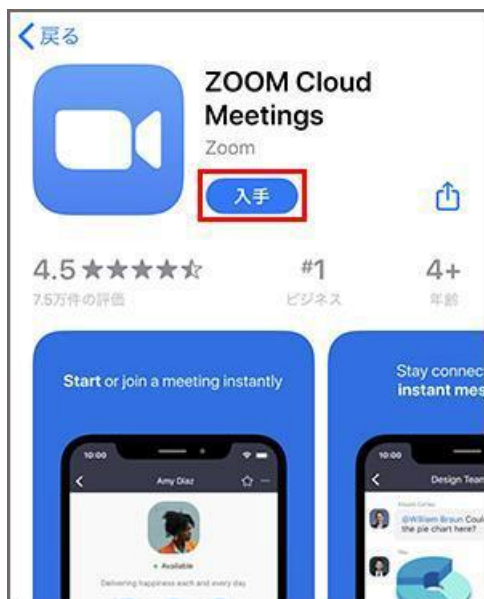 戻る
ZOOM Cloud
Meetings
Zoom
入手
4.5
#1
4+
7.5万件の評価
ビジネス
年齢
Start or join a meeting instantly
Stay connec
instant mes
10:00
10:00
Amy Diaz
Design Team
@William Braun Coul
the pie chart here?
Available
Delivering happiness each and every day